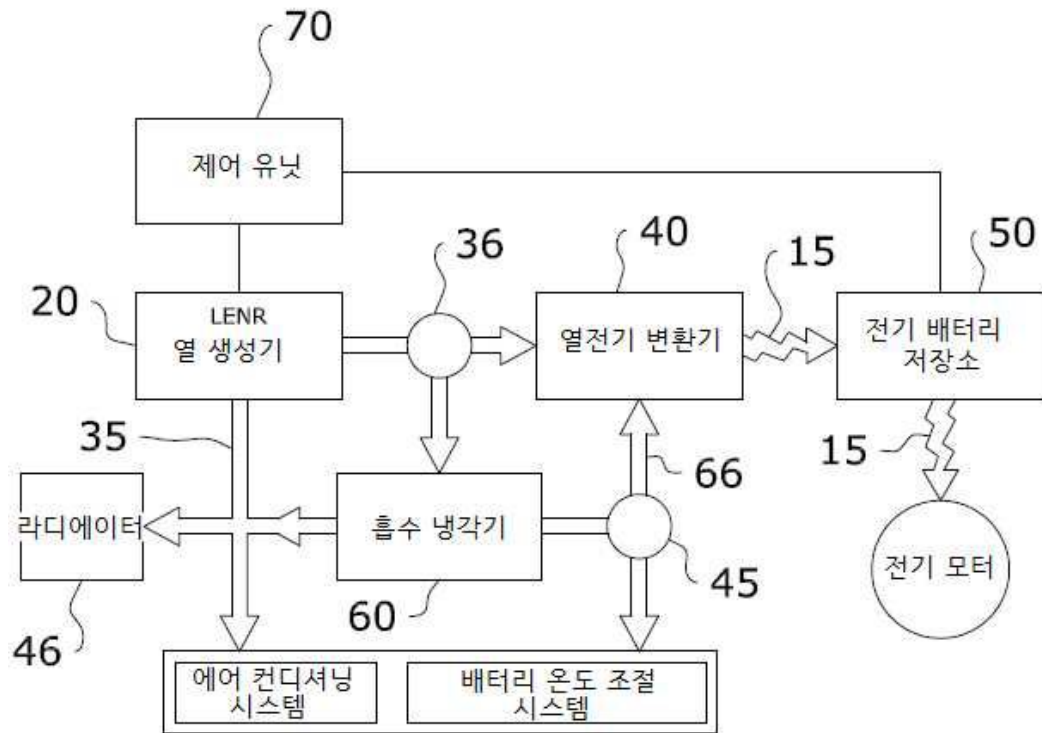 70
제어 유닛
36
40
15
50
20
LENR
열 생성기
열전기 변환기
전기 배터리
저장소
35
66
15
라디에이터
흡수 냉각기
45
전기 모터
46
60
에어 컨디셔닝
시스템
배터리 온도 조절
시스템